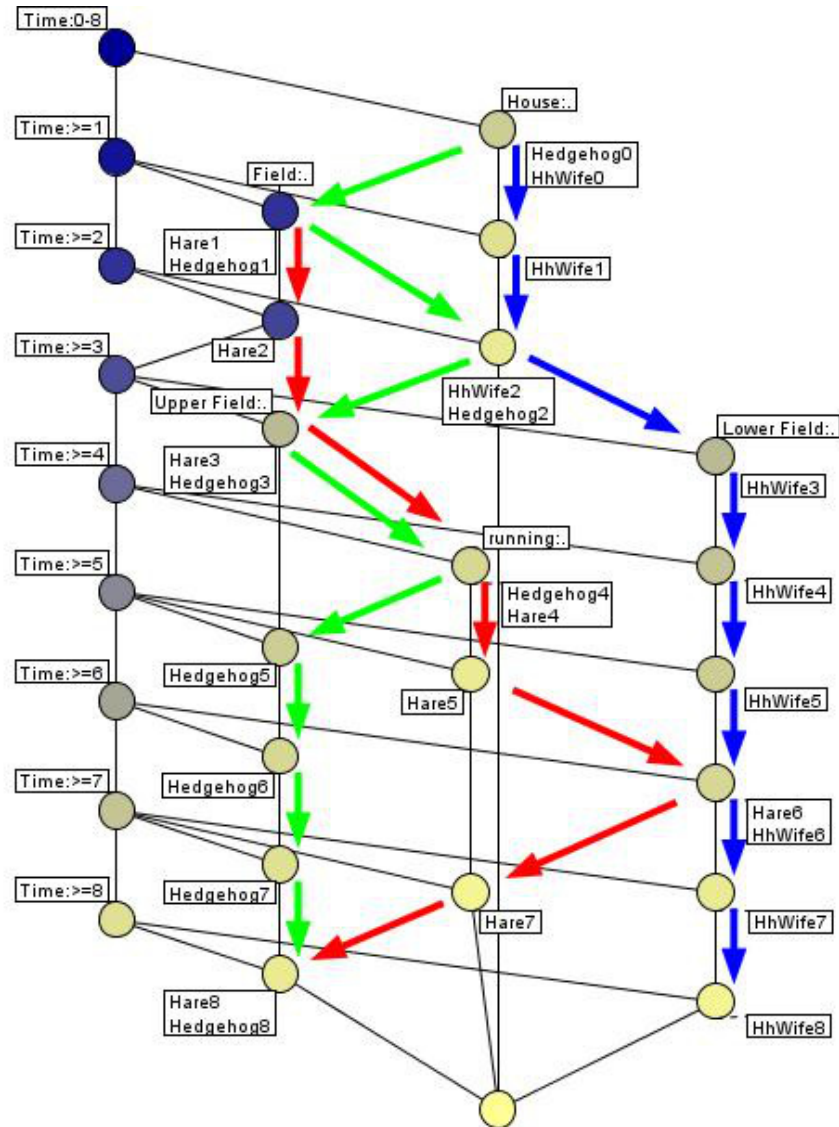 Time:0-8
House:.
Time:>=1
Hedgehog0
HhWife0
Field:.
Time:>=2
Hare1
Hedgehog1
HhWife1
Time:>=3
Hare2
HhWife2
Hedgehog2
Upper Field:.
Lower Field:.
Time:>=4
Hare3
Hedgehog3
HhWife3
running:.
Time:>=5
Hedgehog4
Hare4
HhWife4
Hedgehog5
Time:>=6
Hare5
HhWife5
Time:>=7
Hedgehog6
Hare6
HhWife6
Time:>=8
Hedgehog7
Hare7
HhWife7
Hare8
Hedgehog8
HhWife8